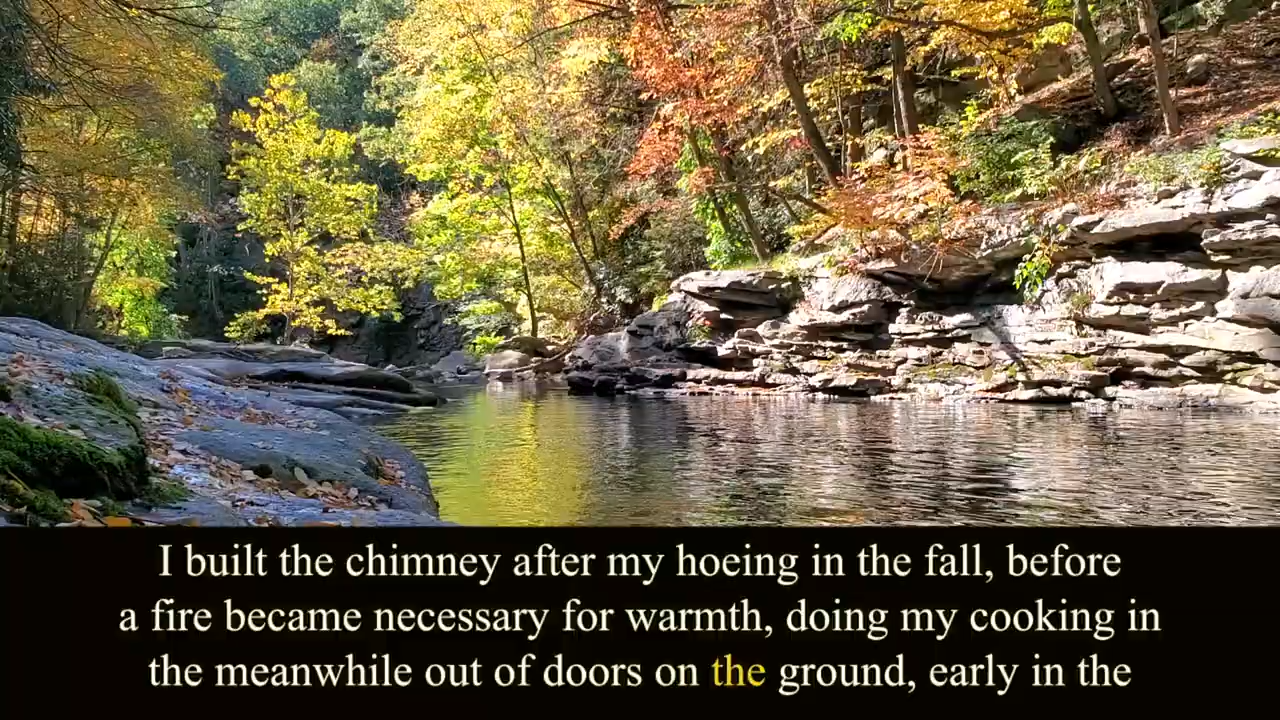 I built the chimney after my hoeing in the fall, before
a fire became necessary for warmth, doing my cooking in
the meanwhile out of doors on the ground, early in the